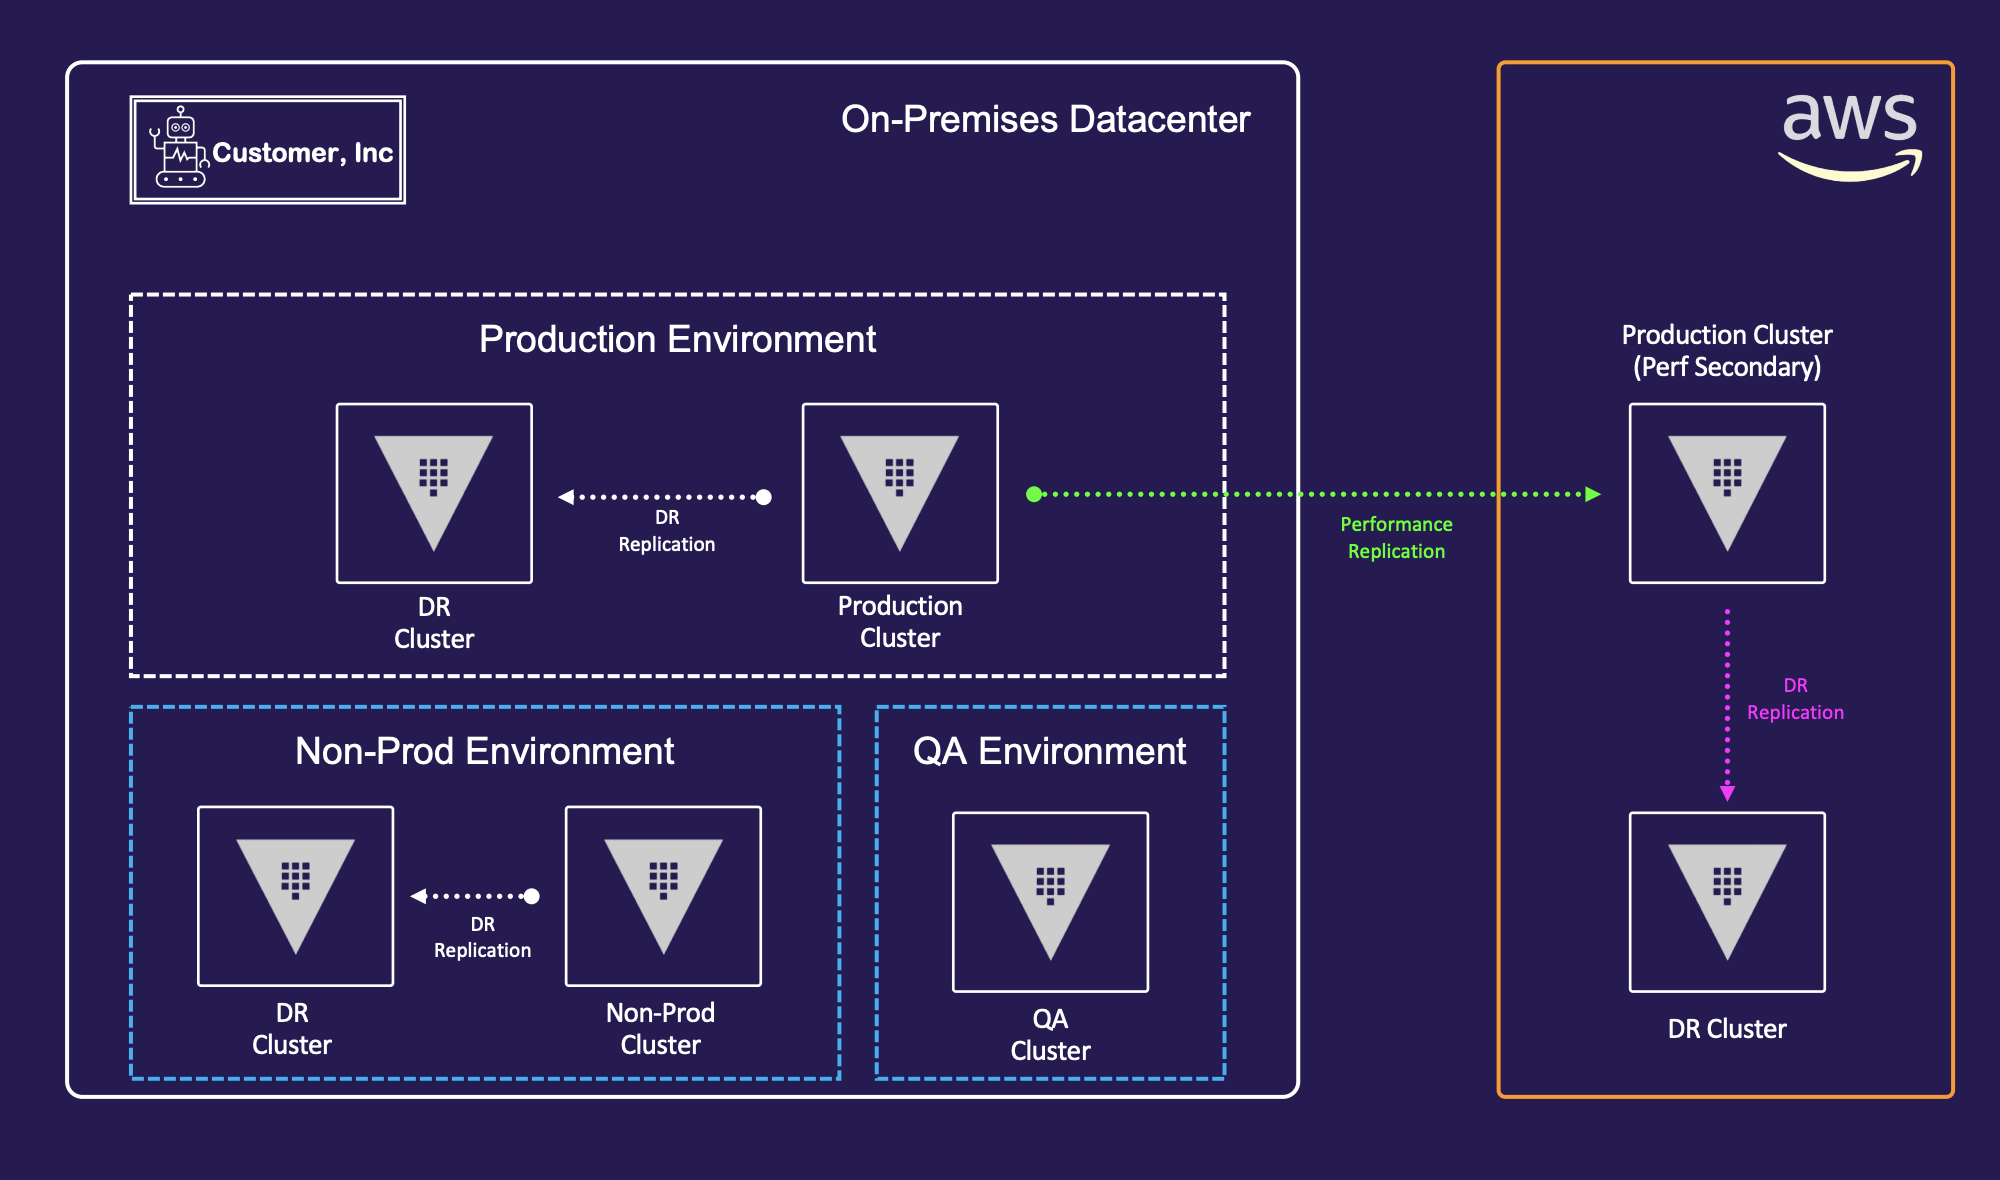 Customer, Inc
On-Premises Datacenter
aws
Production Environment
DR
Replication
DR
Cluster
Production
Cluster
Performance
Replication
Production Cluster
(Perf Secondary)
DR
Replication
DR Cluster
Non-Prod Environment
DR
Replication
DR
Cluster
Non-Prod
Cluster
QA Environment
QA
Cluster